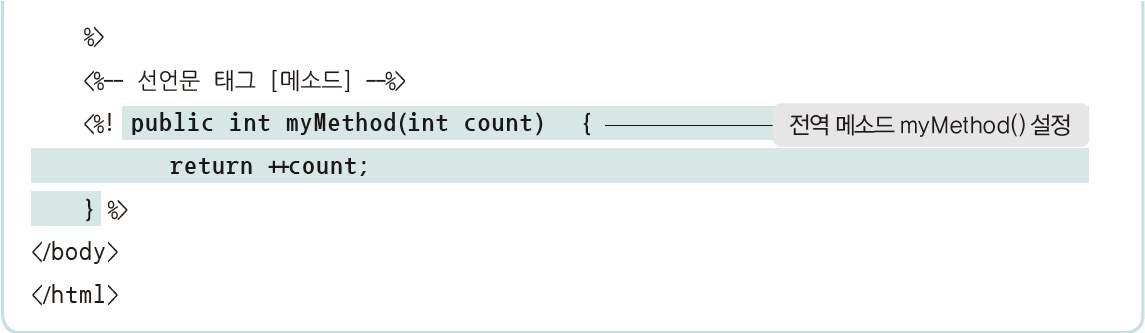 %>
<%-- 선언문 태그 [메소드] --%>
<%! public int myMethod(int count) { 전역 메소드 myMethod() 설정
return ++count;
} %>
</body>
</html>